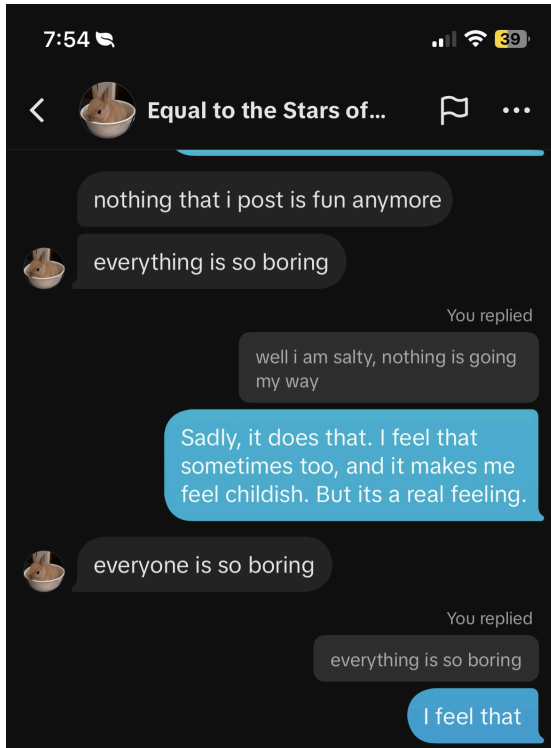 7:54
39
Equal to the Stars of...
nothing that i post is fun anymore
everything is so boring
You replied
well i am salty, nothing is going
my way
Sadly, it does that. I feel that
sometimes too, and it makes me
feel childish. But its a real feeling.
everyone is so boring
You replied
everything is so boring
I feel that